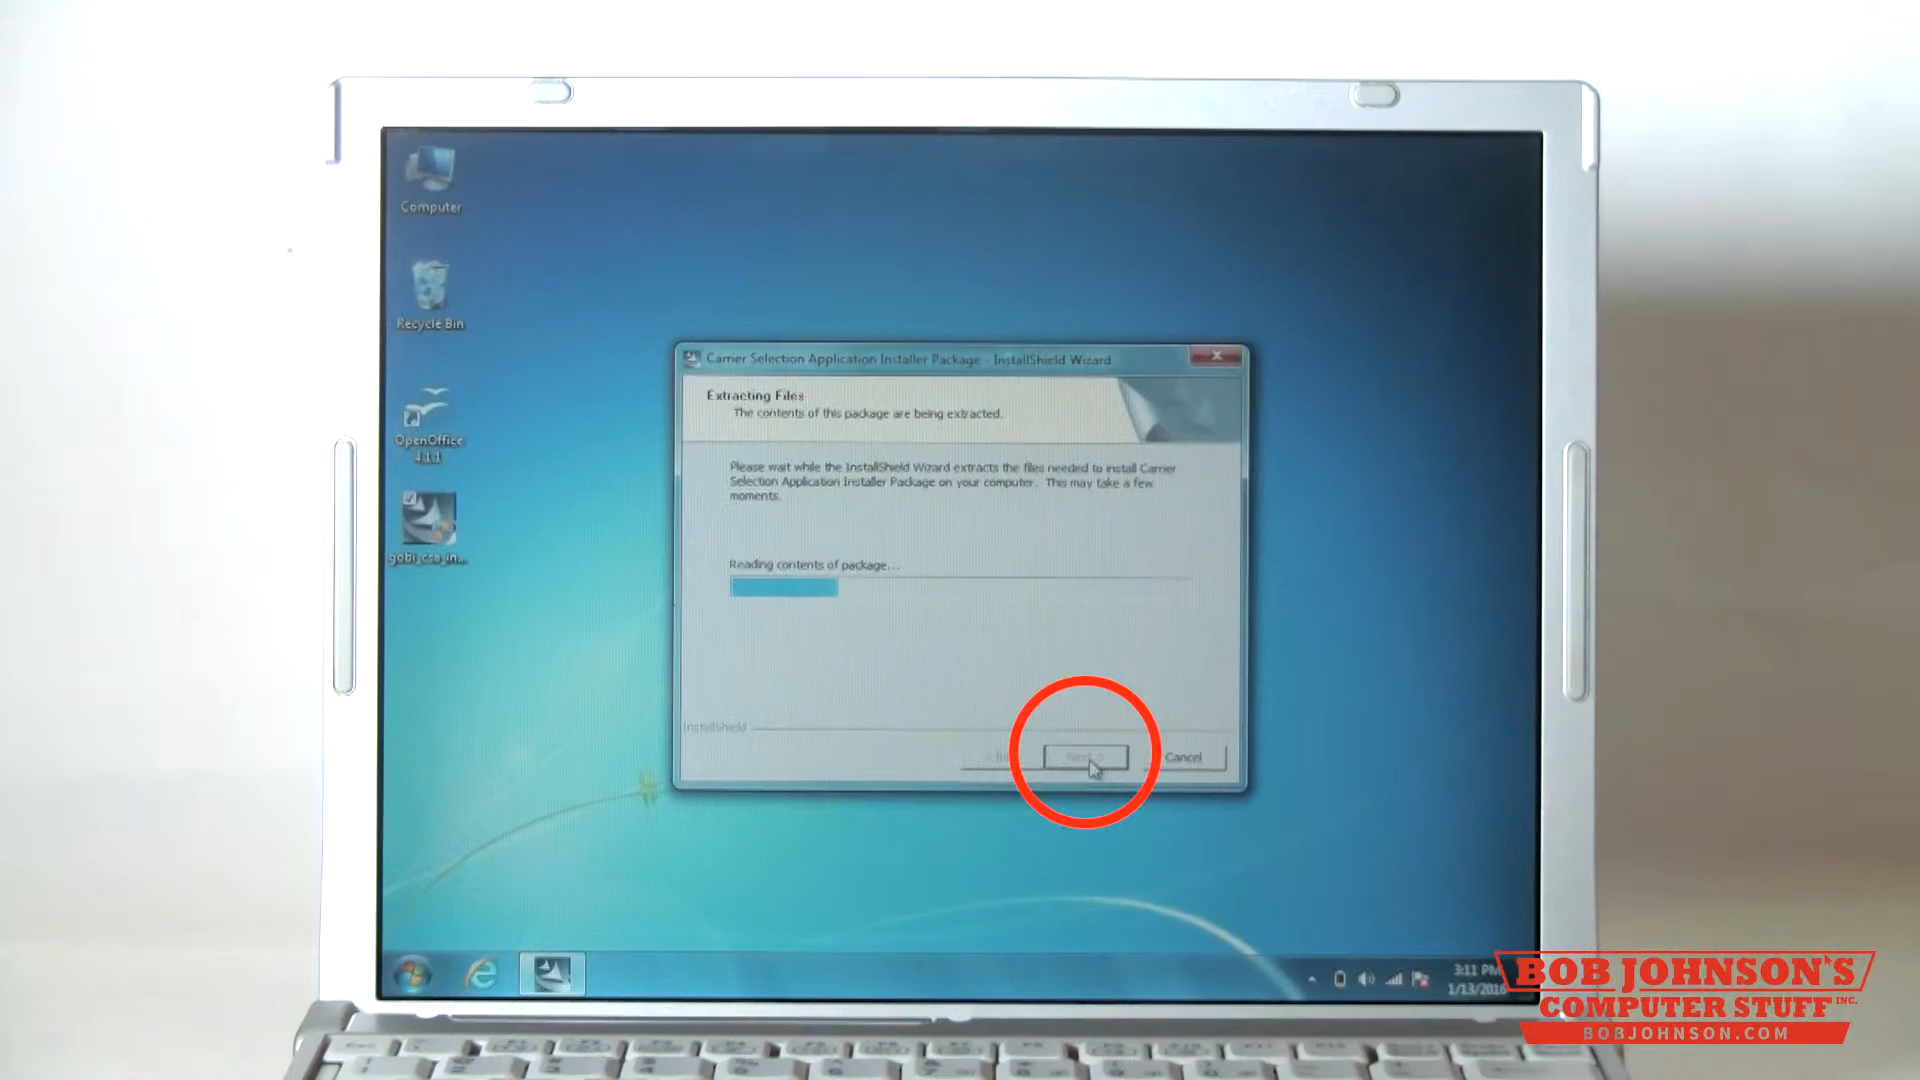 Computer
Recycle Bin
OpenOffice
4.1.1
gobi_csa_in...
Carrier Selection Application Installer Package - InstallShield Wizard
Extracting Files
The contents of this package are being extracted.
Please wait while the InstallShield Wizard extracts the files needed to install Carrier
Selection Application Installer Package on your computer. This may take a few
moments.
Reading contents of package...
InstallShield
Cancel
3:11 PM
1/13/2016
BOB JOHNSON'S
COMPUTER STUFF INC.
BOBJOHNSON.COM